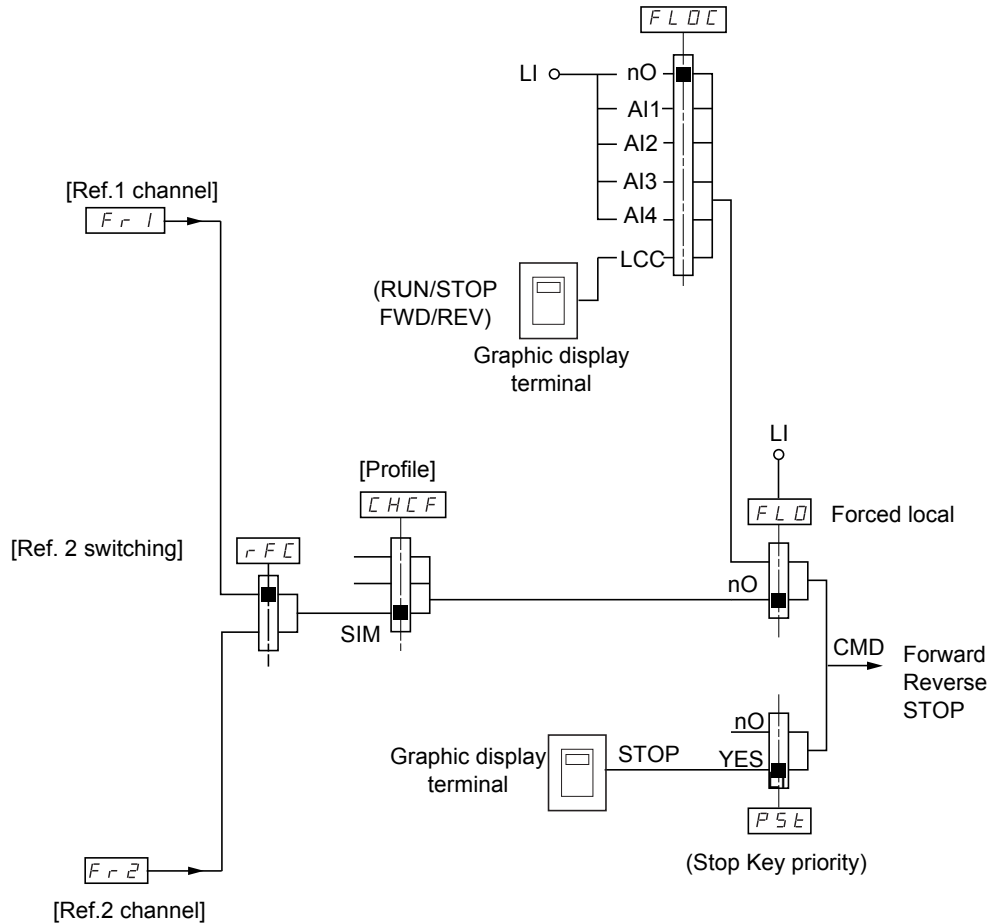 FLOC
LI
nO
AI1
AI2
AI3
AI4
LCC
(RUN/STOP
FWD/REV)
Graphic display
terminal
[Ref.1 channel]
Fr1
LI
FLO
Forced local
[Profile]
CHCF
[Ref. 2 switching]
rFC
nO
SIM
CMD
Forward
Reverse
STOP
nO
Graphic display
terminal
STOP
YES
LI
PSt
(Stop Key priority)
Fr2
[Ref.2 channel]